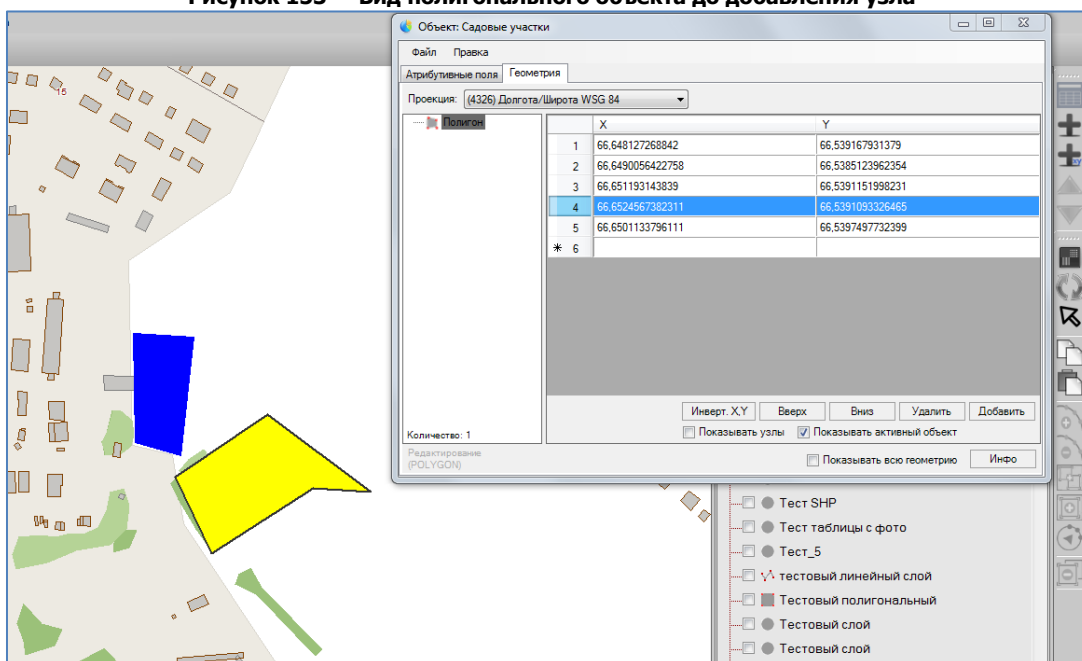 Рисунок 153 – Вид полигонального объекта до добавления узла
Объект: Садовые участки
Файл Правка
Атрибутивные поля Геометрия
Проекция: (4326) Долгота/Широта WSG 84
Полигон
X Y
1 66,648127268842 66,539167931379
2 66,6490056422758 66,5385123962354
3 66,651193143839 66,5391151998231
4 66,6524567382311 66,5391093326465
5 66,6501133796111 66,5397497732399
* 6
Инверт. X,Y Вверх Вниз Удалить Добавить
Количество: 1
Показывать узлы Показывать активный объект
Редактирование
(POLYGON)
Показывать всю геометрию Инфо
15
xy
Тест SHP
Тест таблицы с фото
Тест_5
тестовый линейный слой
Тестовый полигональный
Тестовый слой
Тестовый слой